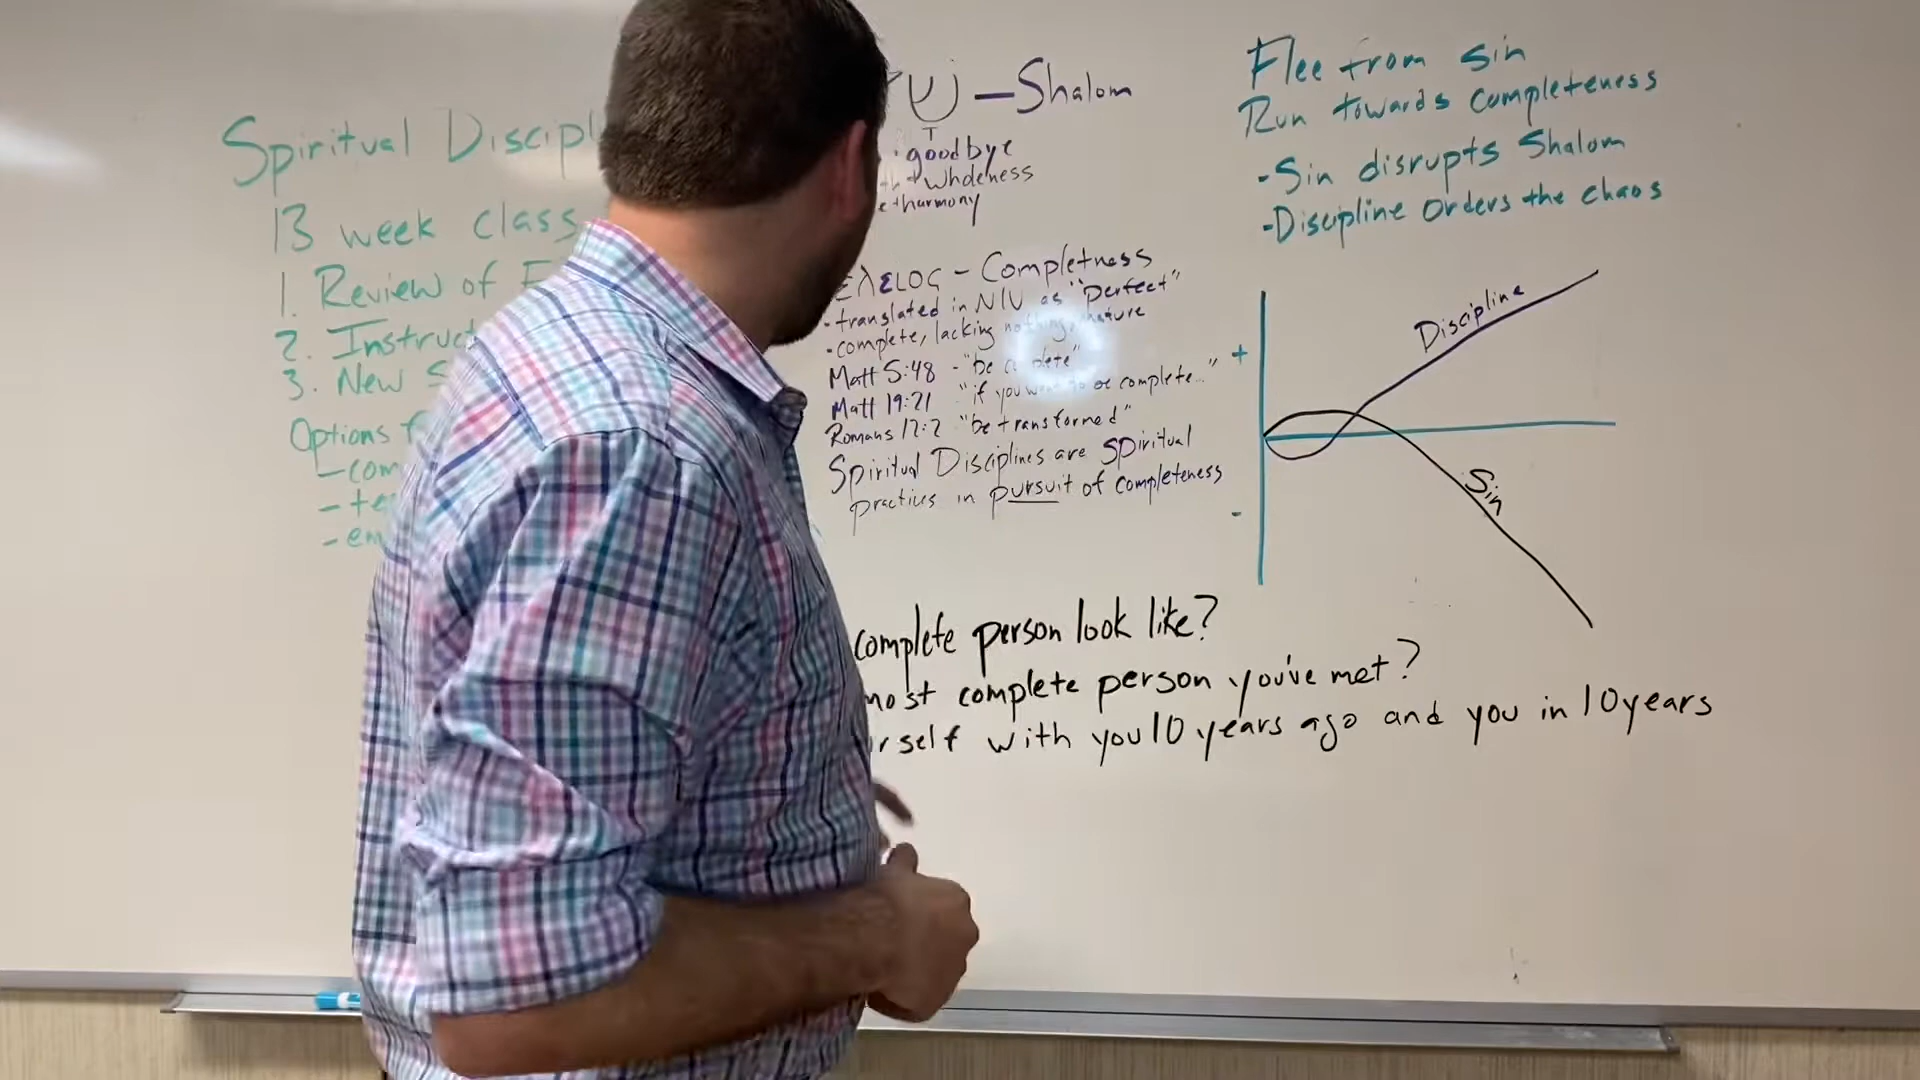 Spiritual Discipl
13 week class
1. Review of
2. Instruc
3. New S
Options
- com
- te
- em
שׁ – Shalom
goodbye
wholeness
harmony
ελειος - Completness
- translated in NIV as "perfect"
- complete, lacking nothing, mature
Matt 5:48 - "be complete"
Matt 19:21 "if you want to be complete..."
Romans 12:2 "be transformed"
Spiritual Disciplines are spiritual
practices in pursuit of completeness
Flee from sin
Run towards completeness
- Sin disrupts Shalom
- Discipline orders the chaos
Discipline
+
Sin
-
complete person look like?
most complete person you've met?
rself with you 10 years ago and you in 10 years